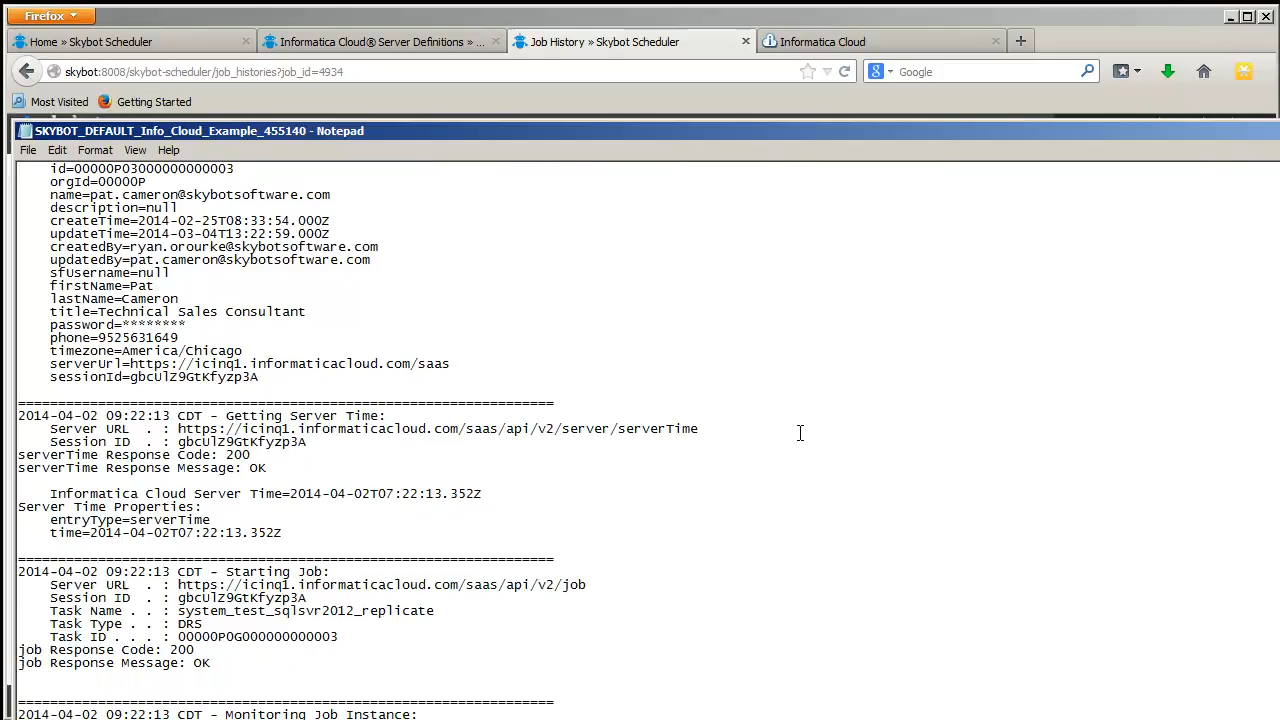 Firefox
Home » Skybot Scheduler
Informatica Cloud® Server Definitions » ...
Job History » Skybot Scheduler
Informatica Cloud
skybot:8008/skybot-scheduler/job_histories?job_id=4934
Google
Most Visited
Getting Started
SKYBOT_DEFAULT_Info_Cloud_Example_455140 - Notepad
File Edit Format View Help
id=00000P03000000000003
orgId=00000P
name=pat.cameron@skybotsoftware.com
description=null
createTime=2014-02-25T08:33:54.000Z
updateTime=2014-03-04T13:22:59.000Z
createdBy=ryan.orourke@skybotsoftware.com
updatedBy=pat.cameron@skybotsoftware.com
sfUsername=null
firstName=Pat
lastName=Cameron
title=Technical Sales Consultant
password=********
phone=9525631649
timezone=America/Chicago
serverUrl=https://icinq1.informaticacloud.com/saas
sessionId=gbcUlZ9GtKfyzp3A
===================================================================
2014-04-02 09:22:13 CDT - Getting Server Time:
Server URL . : https://icinq1.informaticacloud.com/saas/api/v2/server/serverTime
Session ID . : gbcUlZ9GtKfyzp3A
serverTime Response Code: 200
serverTime Response Message: OK
Informatica Cloud Server Time=2014-04-02T07:22:13.352Z
Server Time Properties:
entryType=serverTime
time=2014-04-02T07:22:13.352Z
===================================================================
2014-04-02 09:22:13 CDT - Starting Job:
Server URL . : https://icinq1.informaticacloud.com/saas/api/v2/job
Session ID . : gbcUlZ9GtKfyzp3A
Task Name . . : system_test_sqlsvr2012_replicate
Task Type . . : DRS
Task ID . . . : 00000P0G000000000003
job Response Code: 200
job Response Message: OK
===================================================================
2014-04-02 09:22:13 CDT - Monitoring Job Instance: